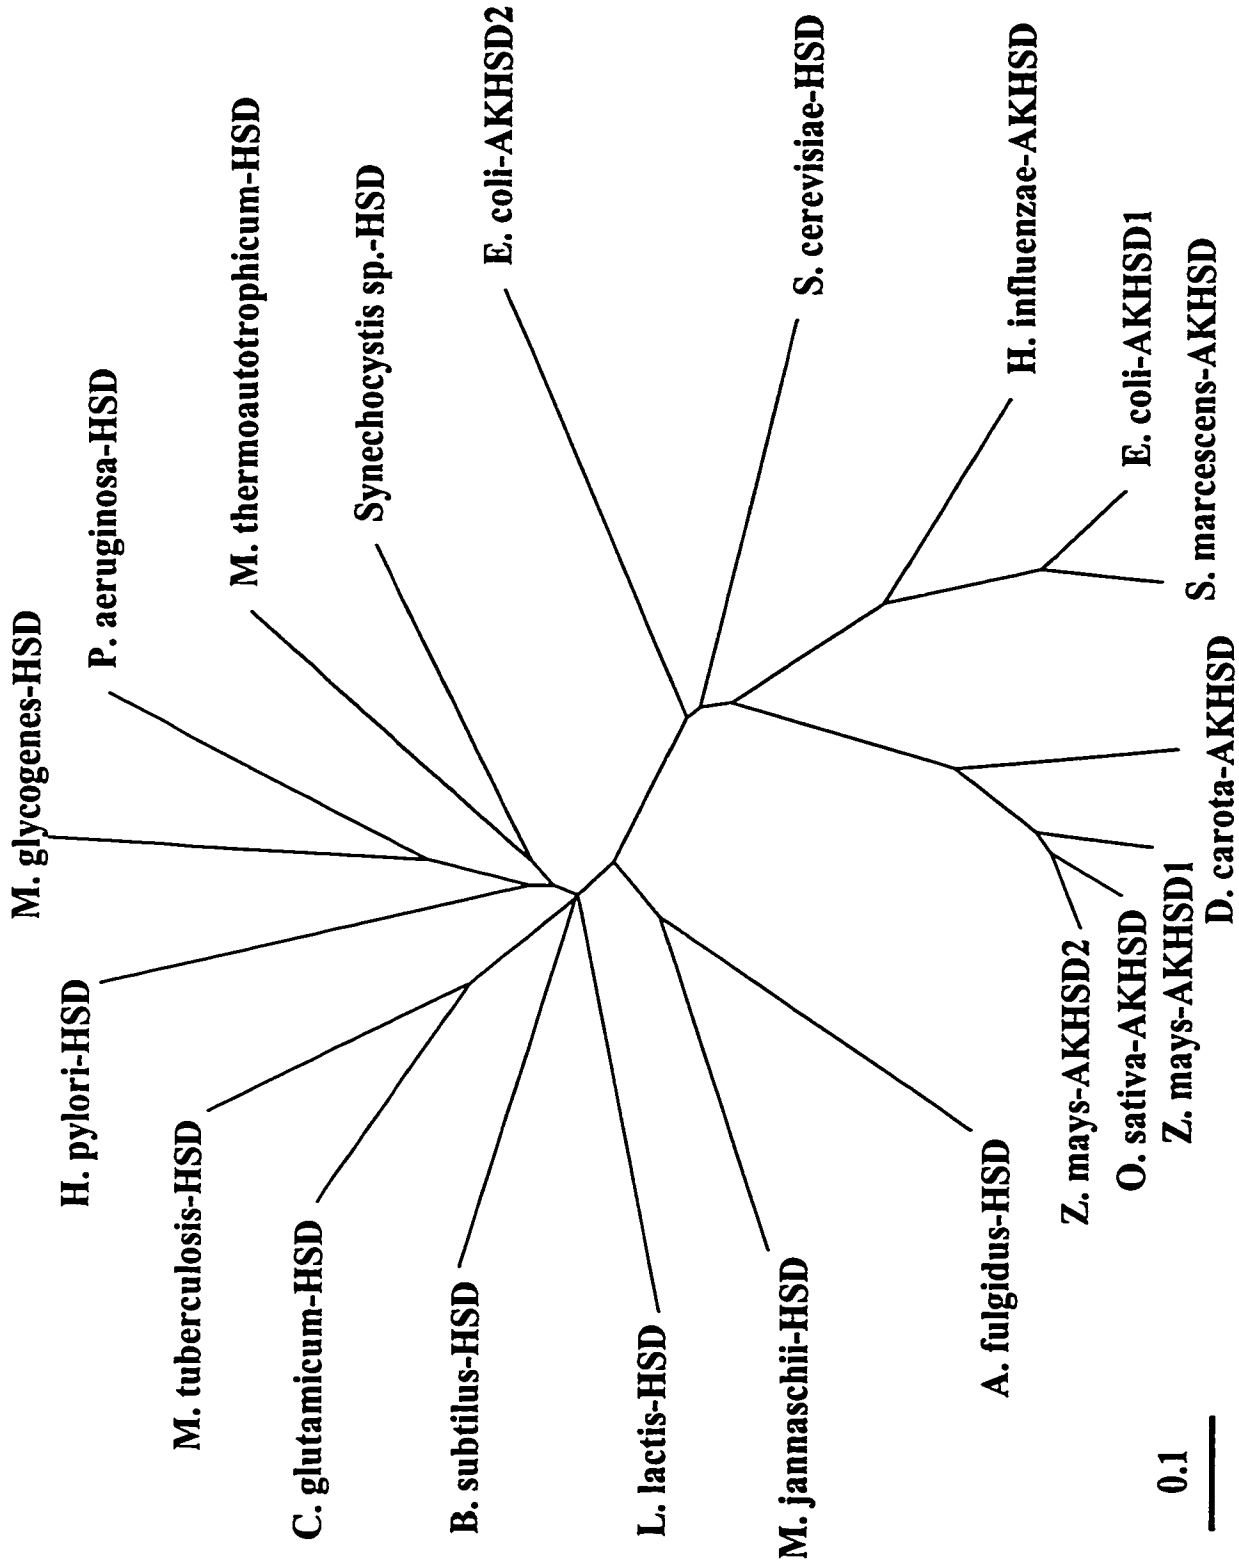 M. glycogenes-HSD
P. aeruginosa-HSD
M. thermoautotrophicum-HSD
Synechocystis sp.-HSD
E. coli-AKHSD2
S. cerevisiae-HSD
H. influenzae-AKHSD
E. coli-AKHSD1
S. marcescens-AKHSD
D. carota-AKHSD
Z. mays-AKHSD1
O. sativa-AKHSD
Z. mays-AKHSD2
A. fulgidus-HSD
M. jannaschii-HSD
L. lactis-HSD
B. subtilus-HSD
C. glutamicum-HSD
M. tuberculosis-HSD
H. pylori-HSD
0.1